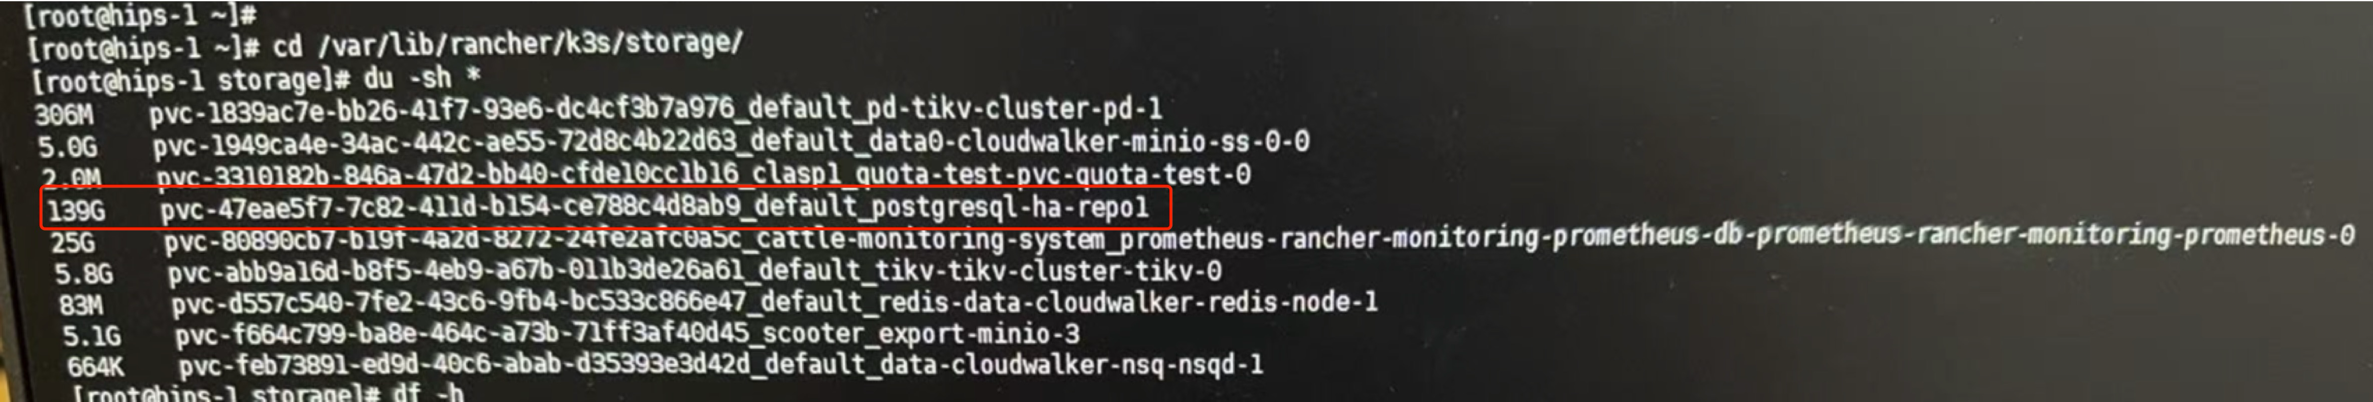 [root@hips-1 ~]#
[root@hips-1 ~]# cd /var/lib/rancher/k3s/storage/
[root@hips-1 storage]# du -sh *
306M pvc-1839ac7e-bb26-41f7-93e6-dc4cf3b7a976_default_pd-tikv-cluster-pd-1
5.0G pvc-1949ca4e-34ac-442c-ae55-72d8c4b22d63_default_data0-cloudwalker-minio-ss-0-0
2.0M pvc-3310182b-846a-47d2-bb40-cfde10cc1b16_clasp1_quota-test-pvc-quota-test-0
139G pvc-47eae5f7-7c82-411d-b154-ce788c4d8ab9_default_postgresql-ha-repo1
25G pvc-80890cb7-b19f-4a2d-8272-24fe2afc0a5c_cattle-monitoring-system_prometheus-rancher-monitoring-prometheus-db-prometheus-rancher-monitoring-prometheus-0
5.8G pvc-abb9a16d-b8f5-4eb9-a67b-011b3de26a61_default_tikv-tikv-cluster-tikv-0
83M pvc-d557c540-7fe2-43c6-9fb4-bc533c866e47_default_redis-data-cloudwalker-redis-node-1
5.1G pvc-f664c799-ba8e-464c-a73b-71ff3af40d45_scooter_export-minio-3
664K pvc-feb73891-ed9d-40c6-abab-d35393e3d42d_default_data-cloudwalker-nsq-nsqd-1
[root@hips-1 storage]# df -h